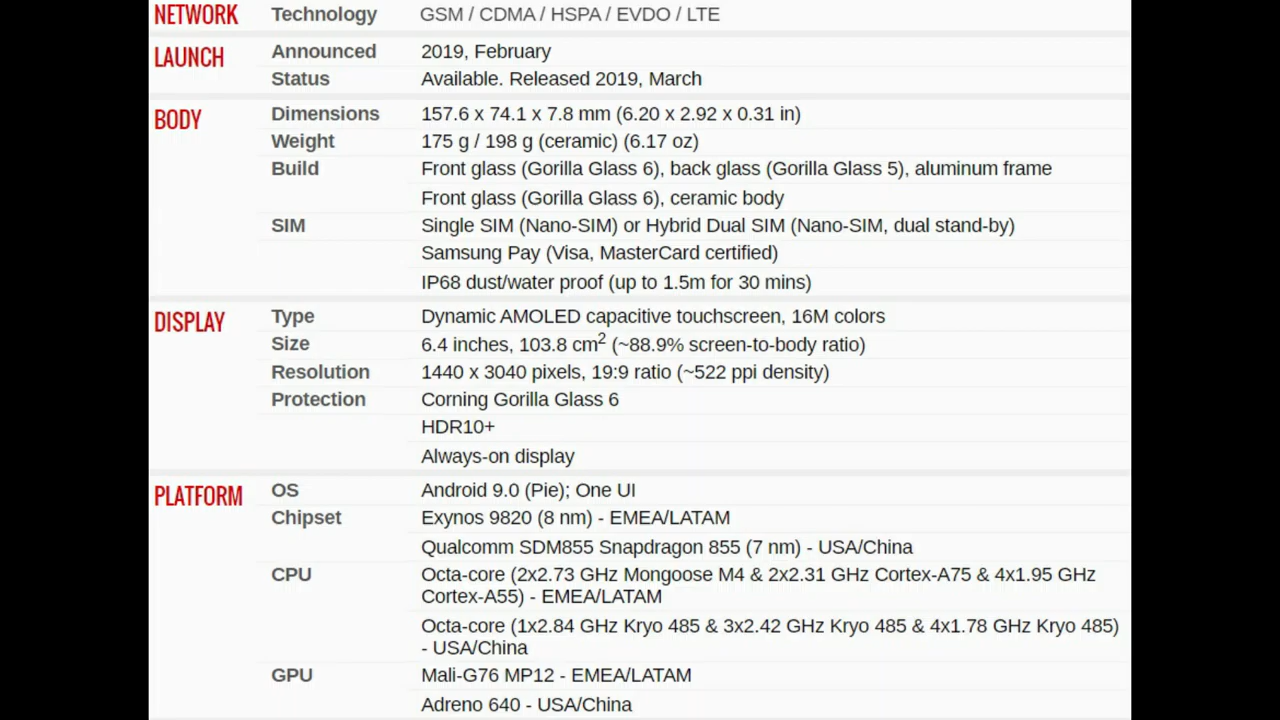 NETWORK Technology GSM / CDMA / HSPA / EVDO / LTE
LAUNCH Announced 2019, February
Status Available. Released 2019, March
BODY Dimensions 157.6 x 74.1 x 7.8 mm (6.20 x 2.92 x 0.31 in)
Weight 175 g / 198 g (ceramic) (6.17 oz)
Build Front glass (Gorilla Glass 6), back glass (Gorilla Glass 5), aluminum frame
Front glass (Gorilla Glass 6), ceramic body
SIM Single SIM (Nano-SIM) or Hybrid Dual SIM (Nano-SIM, dual stand-by)
Samsung Pay (Visa, MasterCard certified)
IP68 dust/water proof (up to 1.5m for 30 mins)
DISPLAY Type Dynamic AMOLED capacitive touchscreen, 16M colors
Size 6.4 inches, 103.8 cm² (~88.9% screen-to-body ratio)
Resolution 1440 x 3040 pixels, 19:9 ratio (~522 ppi density)
Protection Corning Gorilla Glass 6
HDR10+
Always-on display
PLATFORM OS Android 9.0 (Pie); One UI
Chipset Exynos 9820 (8 nm) - EMEA/LATAM
Qualcomm SDM855 Snapdragon 855 (7 nm) - USA/China
CPU Octa-core (2x2.73 GHz Mongoose M4 & 2x2.31 GHz Cortex-A75 & 4x1.95 GHz
Cortex-A55) - EMEA/LATAM
Octa-core (1x2.84 GHz Kryo 485 & 3x2.42 GHz Kryo 485 & 4x1.78 GHz Kryo 485)
- USA/China
GPU Mali-G76 MP12 - EMEA/LATAM
Adreno 640 - USA/China